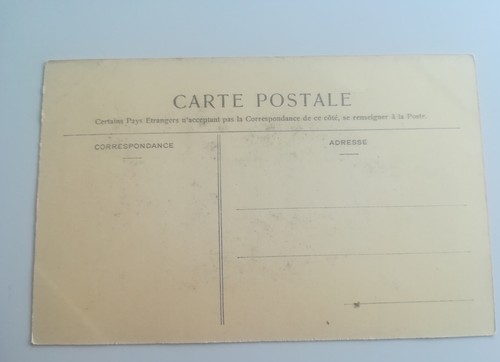 CARTE POSTALE
Certains Pays Etrangers n'acceptant pas la Correspondance de ce côté, se renseigner à la Poste.
CORRESPONDANCE
ADRESSE